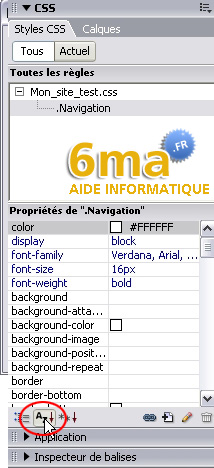 CSS
Styles CSS Calques
Tous Actuel
Toutes les règles
Mon_site_test.css
.Navigation
6ma .FR
AIDE INFORMATIQUE
Propriétés de ".Navigation"
color #FFFFFF
display block
font-family Verdana, Arial, ...
font-size 16px
font-weight bold
background
background-atta...
background-color
background-image
background-posit...
background-repeat
border
border-bottom
Application
Inspecteur de balises